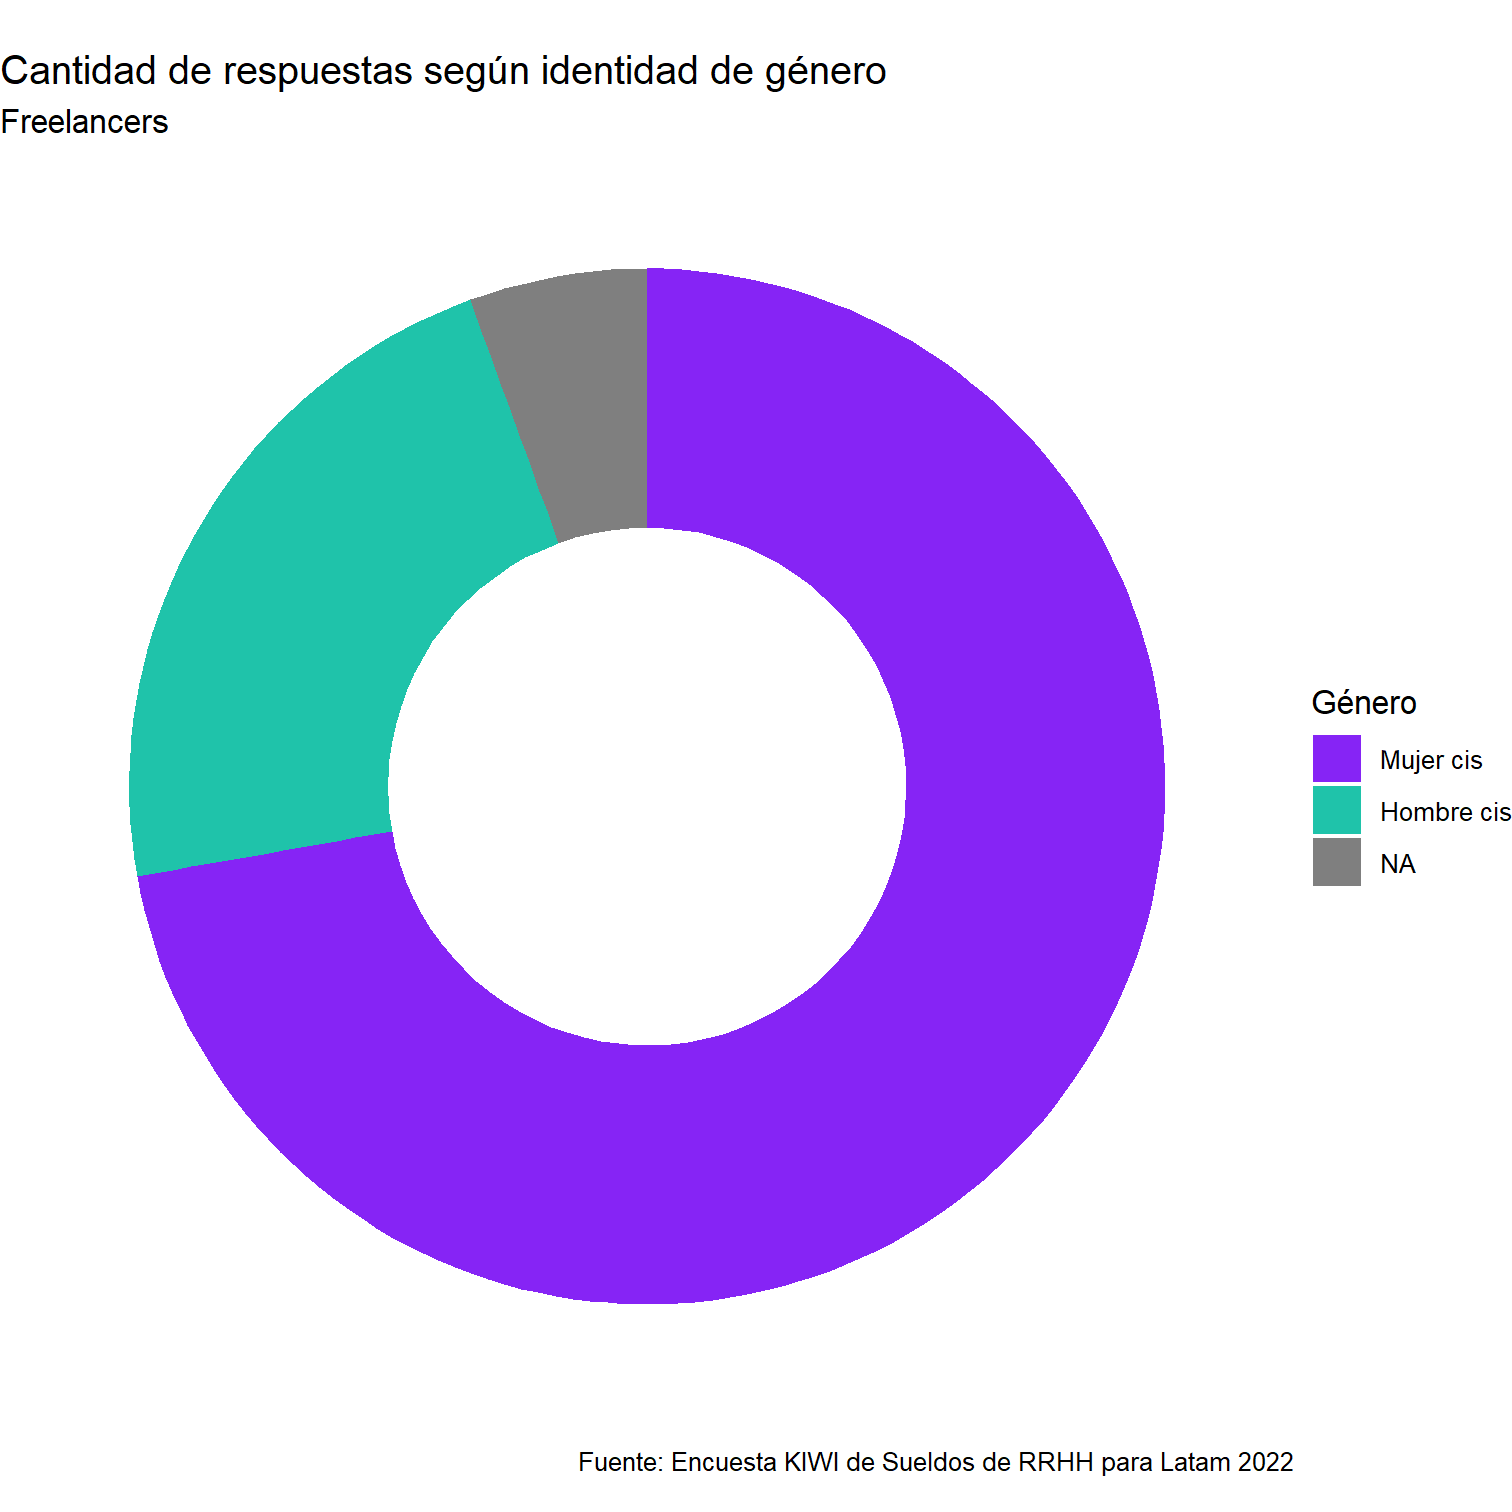 Cantidad de respuestas según identidad de género
Freelancers
Género
Mujer cis
Hombre cis
NA
Fuente: Encuesta KIWI de Sueldos de RRHH para Latam 2022